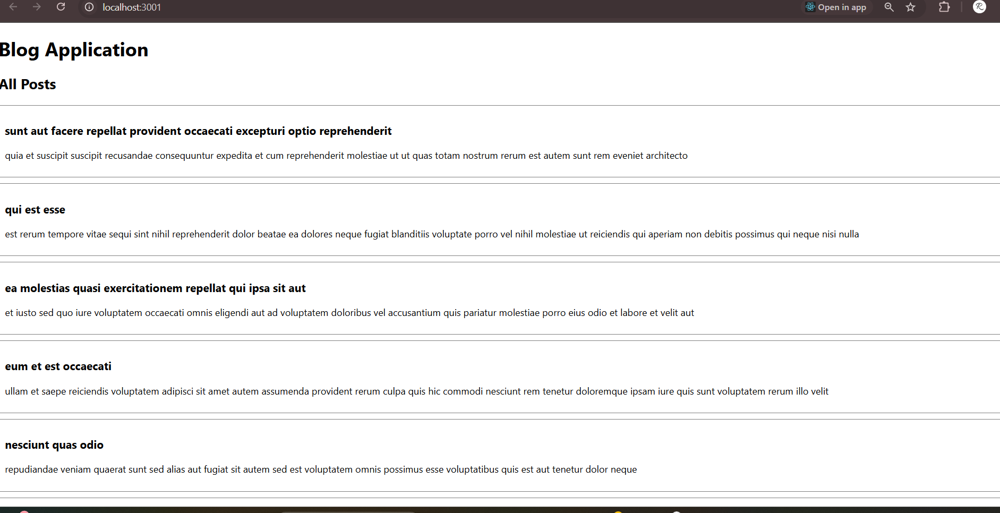 localhost:3001
Open in app
Blog Application
All Posts
sunt aut facere repellat provident occaecati excepturi optio reprehenderit
quia et suscipit suscipit recusandae consequuntur expedita et cum reprehenderit molestiae ut ut quas totam nostrum rerum est autem sunt rem eveniet architecto
qui est esse
est rerum tempore vitae sequi sint nihil reprehenderit dolor beatae ea dolores neque fugiat blanditiis voluptate porro vel nihil molestiae ut reiciendis qui aperiam non debitis possimus qui neque nisi nulla
ea molestias quasi exercitationem repellat qui ipsa sit aut
et iusto sed quo iure voluptatem occaecati omnis eligendi aut ad voluptatem doloribus vel accusantium quis pariatur molestiae porro eius odio et labore et velit aut
eum et est occaecati
ullam et saepe reiciendis voluptatem adipisci sit amet autem assumenda provident rerum culpa quis hic commodi nesciunt rem tenetur doloremque ipsam iure quis sunt voluptatem rerum illo velit
nesciunt quas odio
repudiandae veniam quaerat sunt sed alias aut fugiat sit autem sed est voluptatem omnis possimus esse voluptatibus quis est aut tenetur dolor neque